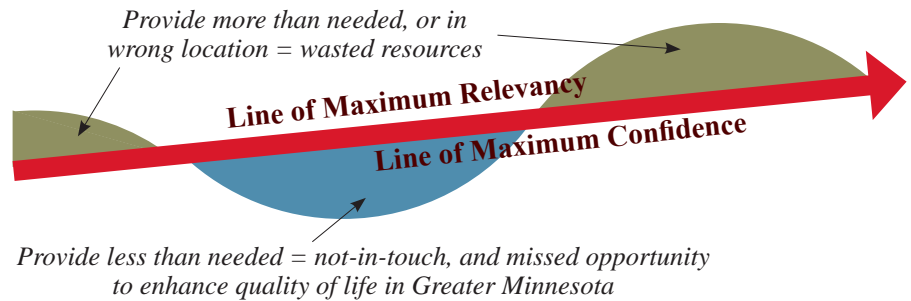 Provide more than needed, or in
wrong location = wasted resources
Line of Maximum Relevancy
Line of Maximum Confidence
Provide less than needed = not-in-touch, and missed opportunity
to enhance quality of life in Greater Minnesota